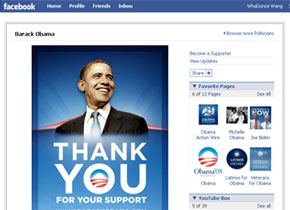 facebook Home Profile Friends Inbox WhaDonce Wang
Barack Obama
Browse more Politicians
THANK
YOU
FOR YOUR SUPPORT
Become a Supporter
View Updates
Share +
Favorite Pages
6 of 12 Pages See All
Obama Action Wire
Michelle Obama
Joe Biden
OBAMA'08
Obama
Latinos for Obama
Veterans for Obama
YouTube Box
5 of 39 See All